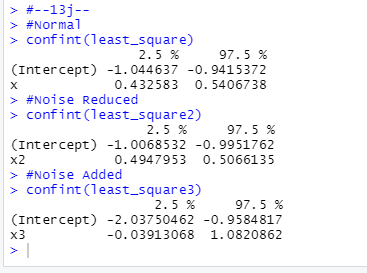 > #--13j--
> #Normal
> confint(least_square)
                2.5 %     97.5 %
(Intercept) -1.044637 -0.9415372
x            0.432583  0.5406738
> #Noise Reduced
> confint(least_square2)
                 2.5 %     97.5 %
(Intercept) -1.0068532 -0.9951762
x2           0.4947953  0.5066135
> #Noise Added
> confint(least_square3)
                  2.5 %     97.5 %
(Intercept) -2.03750462 -0.9584817
x3          -0.03913068  1.0820862
>